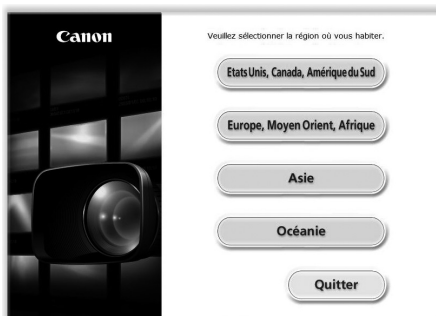 Canon
Veuillez sélectionner la région où vous habiter.
Etats Unis, Canada, Amérique du Sud
Europe, Moyen Orient, Afrique
Asie
Océanie
Quitter